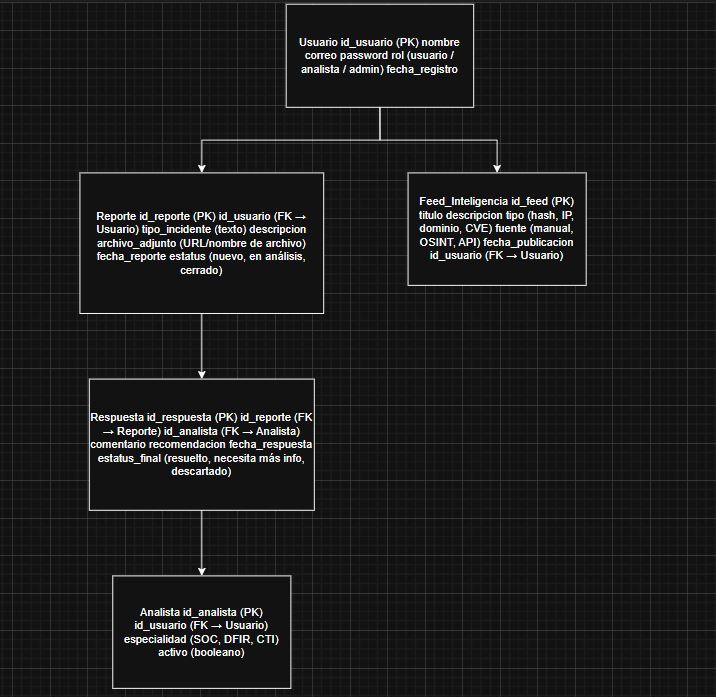 Usuario id_usuario (PK) nombre
correo password rol (usuario /
analista / admin) fecha_registro
Reporte id_reporte (PK) id_usuario (FK →
Usuario) tipo_incidente (texto) descripcion
archivo_adjunto (URL/nombre de archivo)
fecha_reporte estatus (nuevo, en análisis,
cerrado)
Feed_Inteligencia id_feed (PK)
titulo descripcion tipo (hash, IP,
dominio, CVE) fuente (manual,
OSINT, API) fecha_publicacion
id_usuario (FK → Usuario)
Respuesta id_respuesta (PK) id_reporte (FK
→ Reporte) id_analista (FK → Analista)
comentario recomendacion fecha_respuesta
estatus_final (resuelto, necesita más info,
descartado)
Analista id_analista (PK)
id_usuario (FK → Usuario)
especialidad (SOC, DFIR, CTI)
activo (booleano)